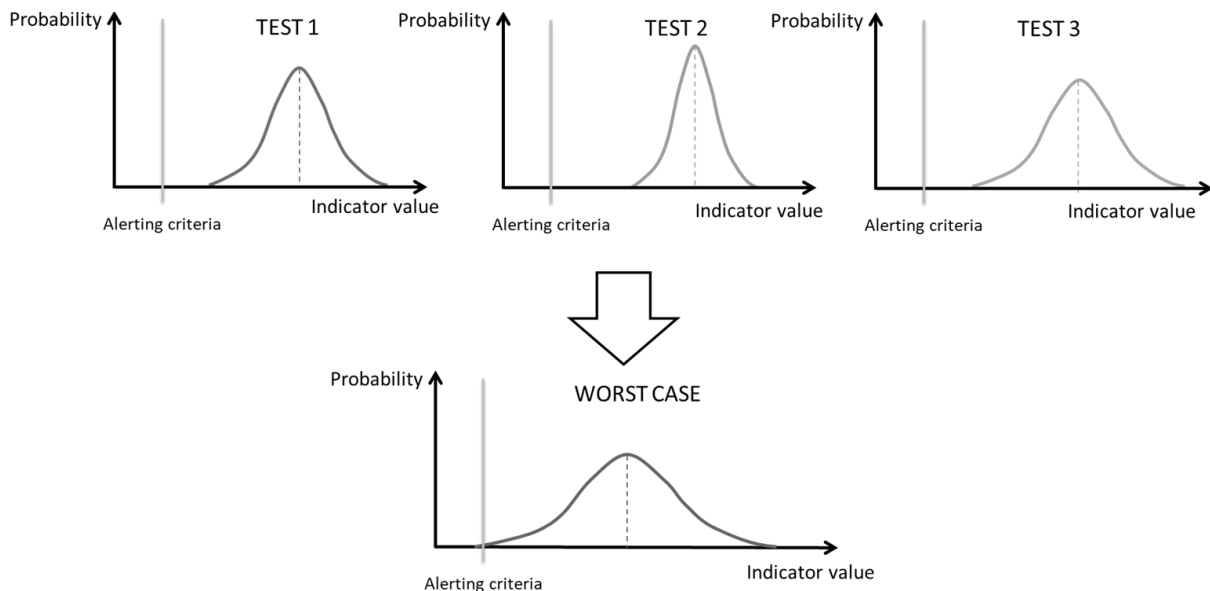 Probability
TEST 1
Indicator value
Alerting criteria
Probability
TEST 2
Indicator value
Alerting criteria
Probability
TEST 3
Indicator value
Alerting criteria
Probability
WORST CASE
Indicator value
Alerting criteria